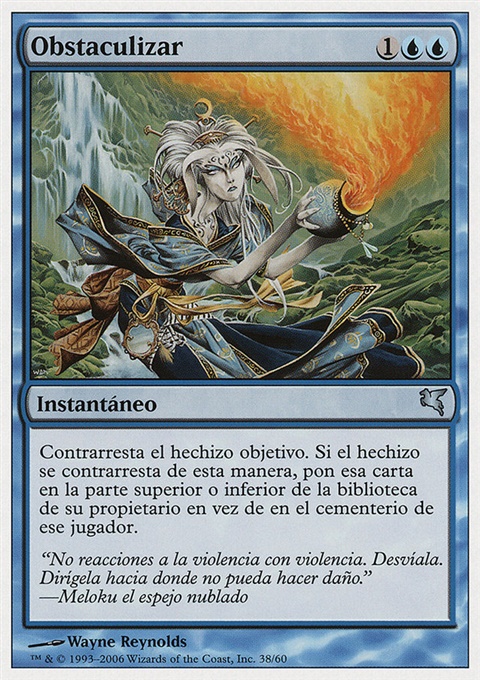 Obstaculizar 1
Instantáneo
Contrarresta el hechizo objetivo. Si el hechizo
se contrarresta de esta manera, pon esa carta
en la parte superior o inferior de la biblioteca
de su propietario en vez de en el cementerio de
ese jugador.
“No reacciones a la violencia con violencia. Desvíala.
Dirígela hacia donde no pueda hacer daño.”
—Meloku el espejo nublado
Wayne Reynolds
™ & © 1993–2006 Wizards of the Coast, Inc. 38/60